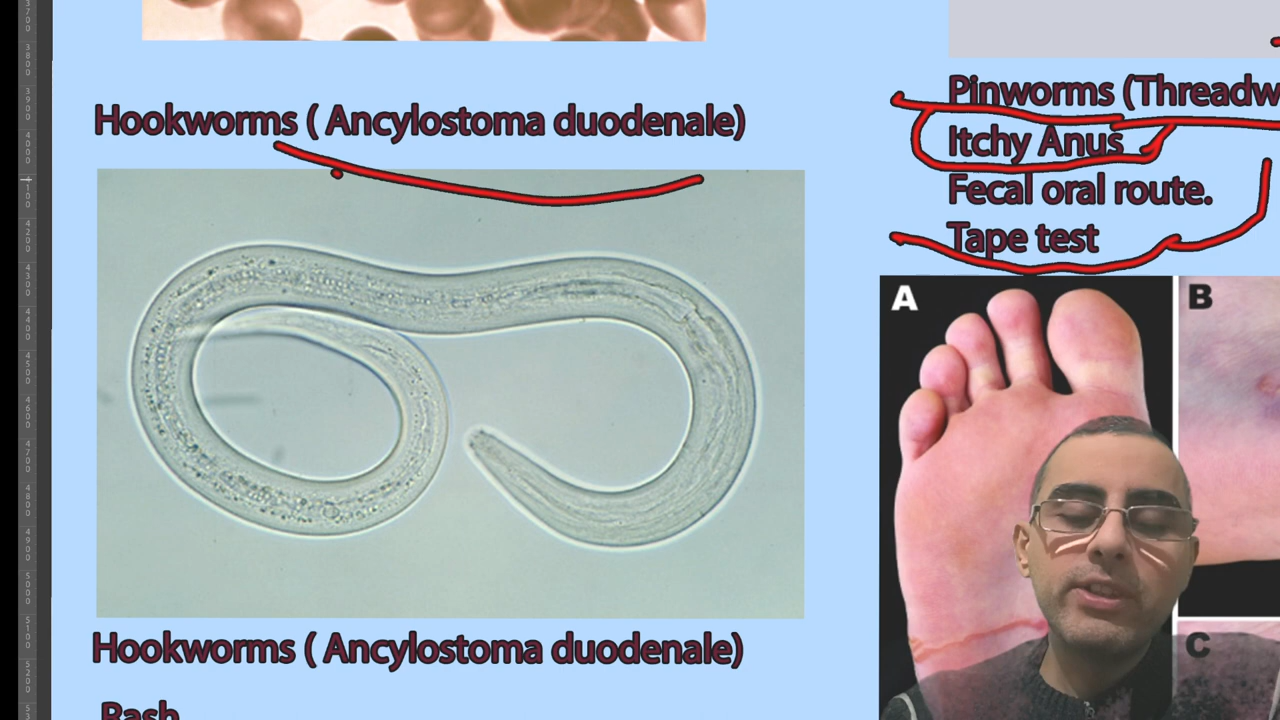 Hookworms ( Ancylostoma duodenale)
Pinworms (Threadw
Itchy Anus
Fecal oral route.
Tape test
A
B
C
Hookworms ( Ancylostoma duodenale)
Rash